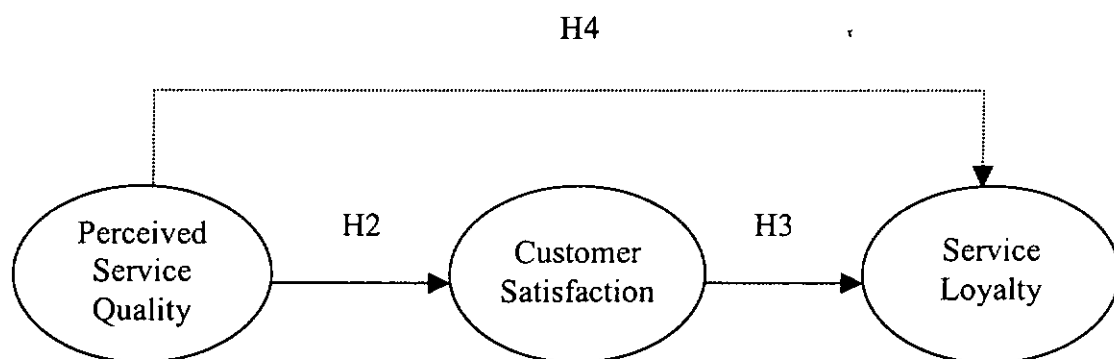 H4
Perceived
Service
Quality
H2
Customer
Satisfaction
H3
Service
Loyalty